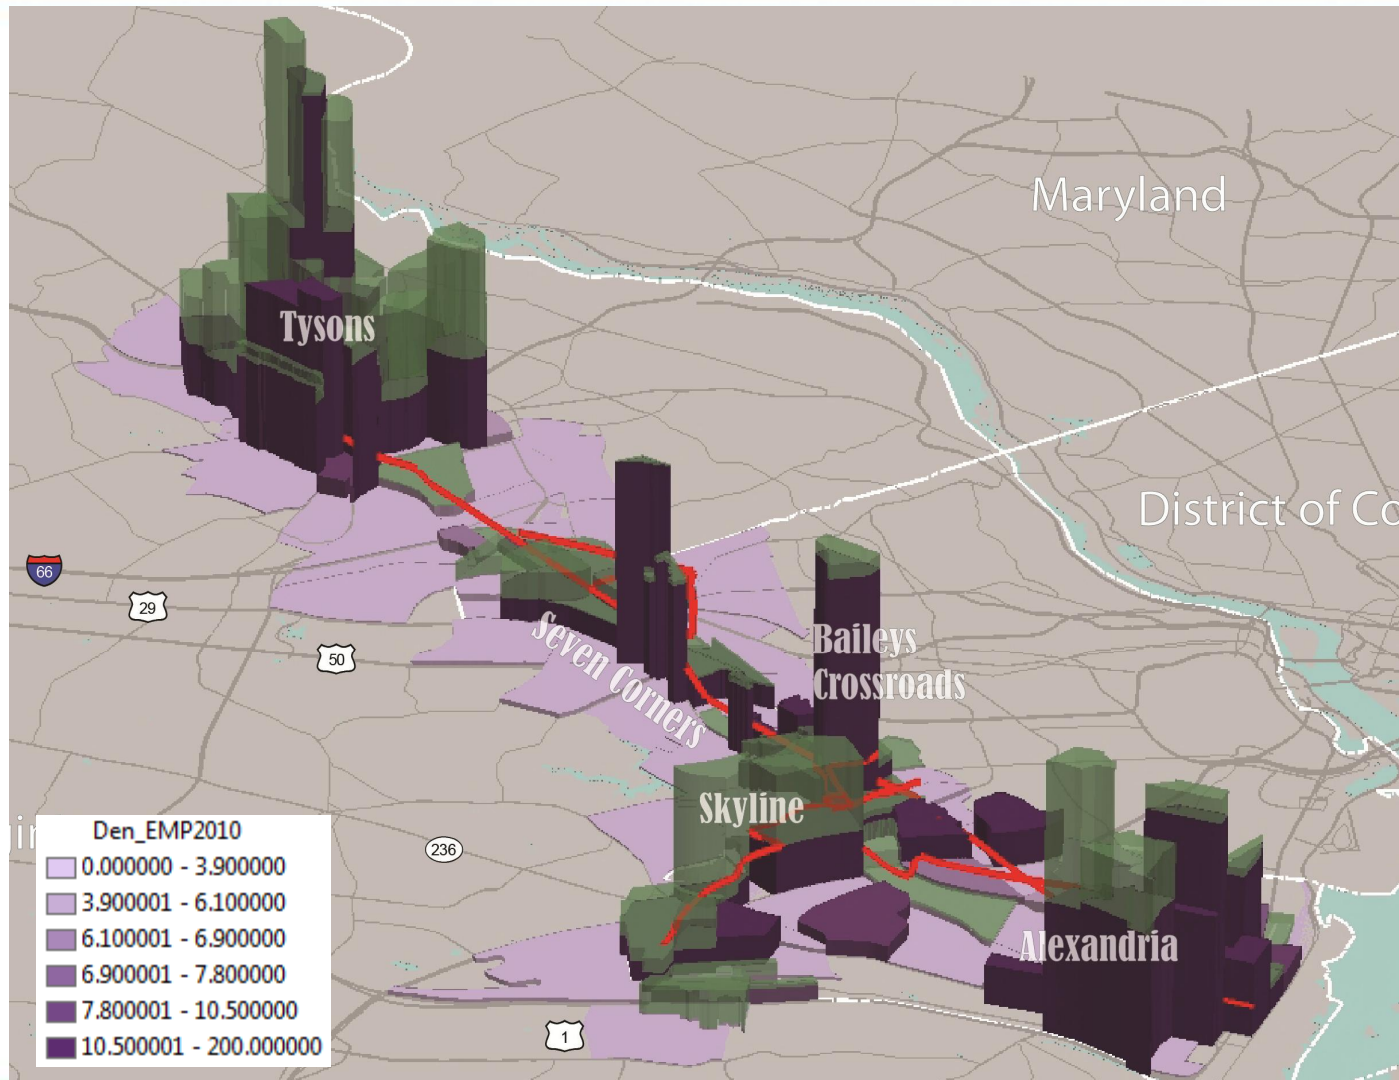 Maryland
Tysons
District of Co
66
29
50
Seven Corners
Baileys
Crossroads
Skyline
236
Alexandria
1
Den_EMP2010
0.000000 - 3.900000
3.900001 - 6.100000
6.100001 - 6.900000
6.900001 - 7.800000
7.800001 - 10.500000
10.500001 - 200.000000